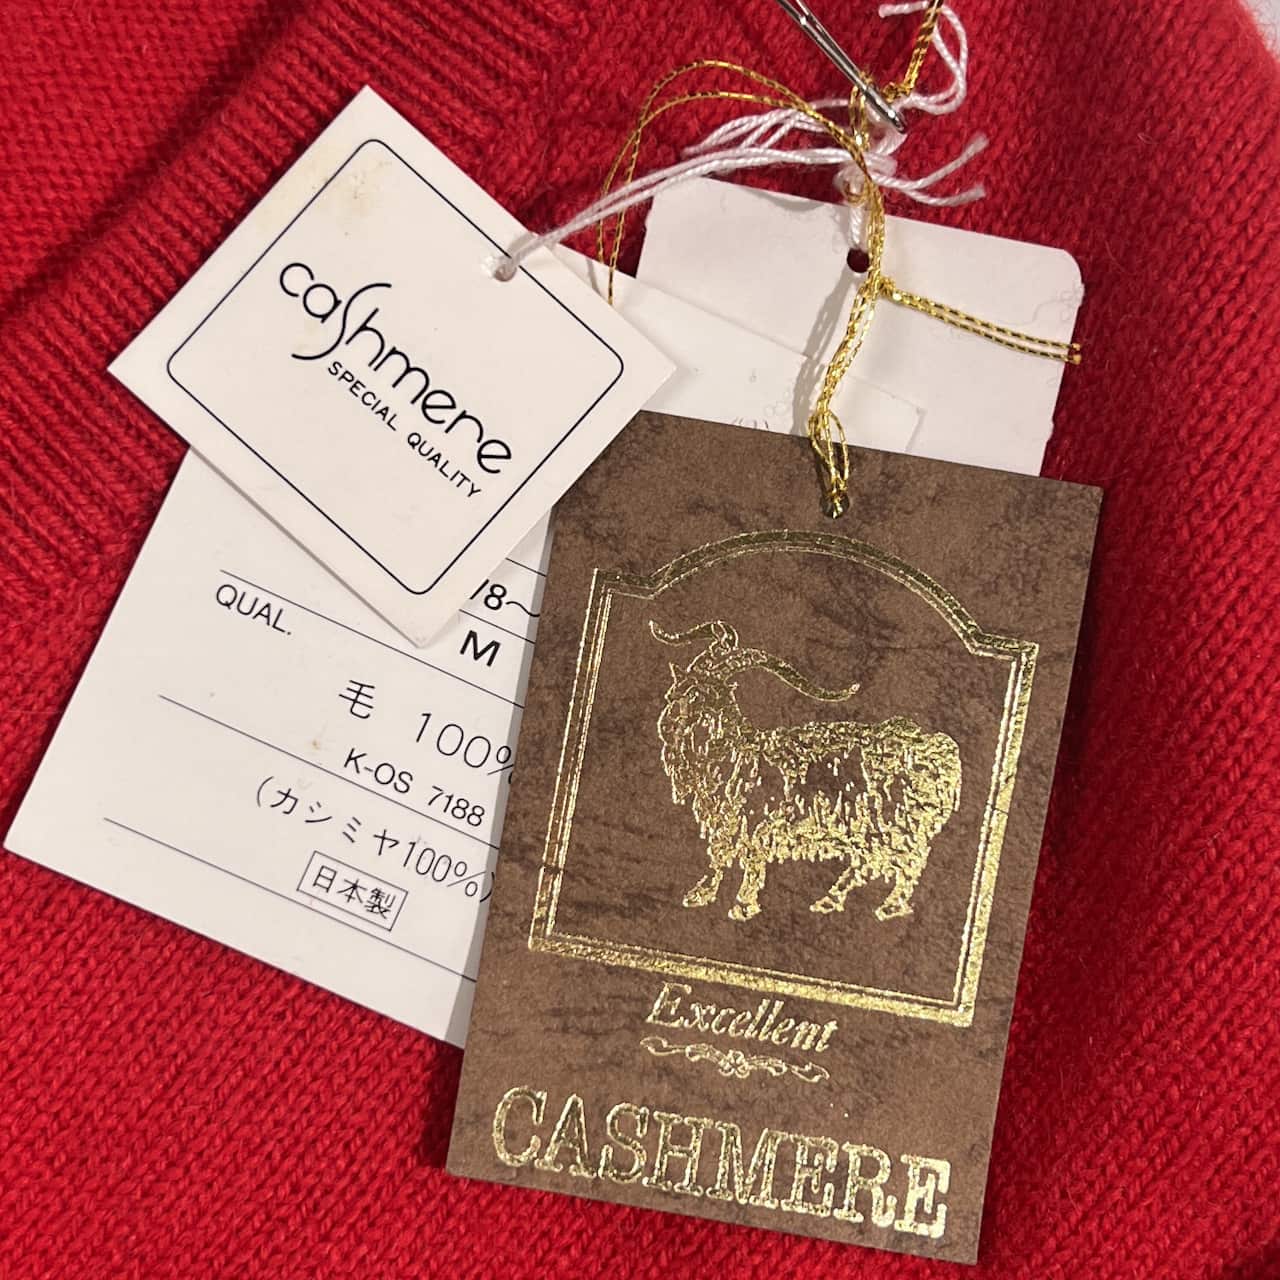 cashmere
SPECIAL QUALITY
/8～
M
QUAL.
毛 100%
K-OS 7188
(カシミヤ100%)
日本製
Excellent
CASHMERE